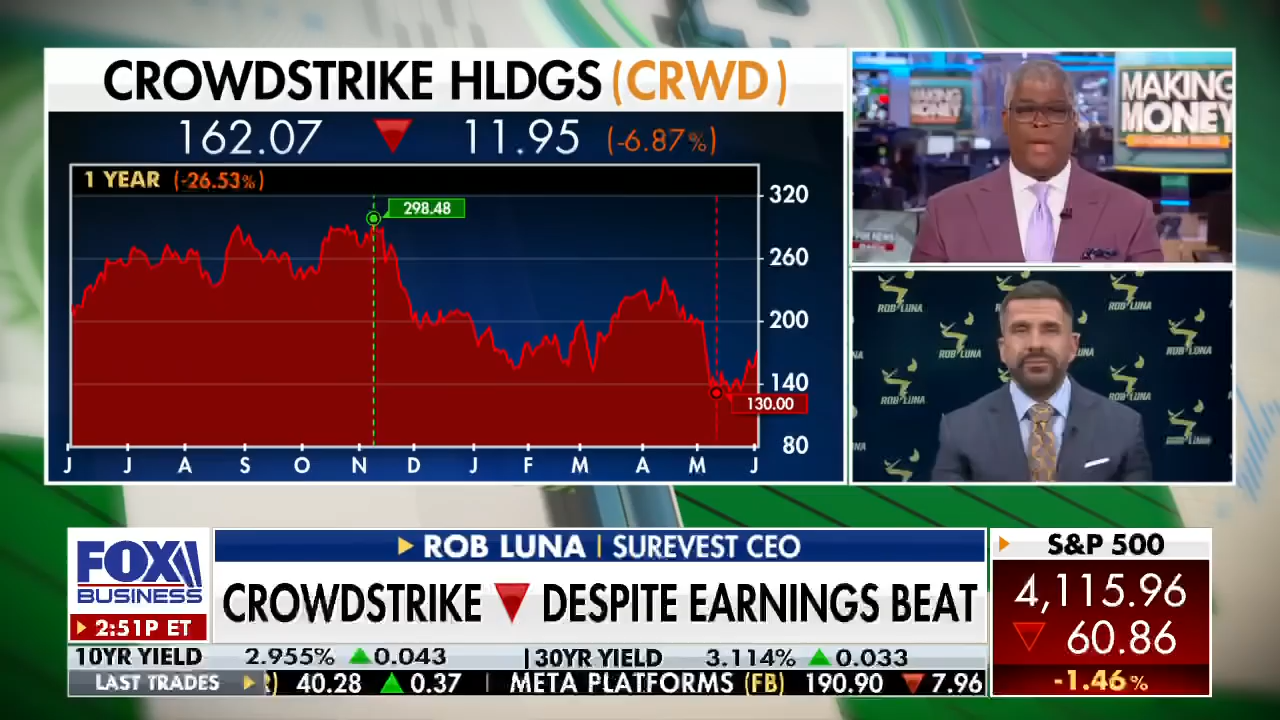 CROWDSTRIKE HLDGS (CRWD)
162.07 11.95 (-6.87%)
1 YEAR (-26.53%)
298.48
320
260
200
140
130.00
80
J J A S O N D J F M A M J
MAKING
MONEY
MAKING
MONEY
FOX NEWS
ROB LUNA
ROB LUNA
ROB LUNA
ROB LUNA
ROB LUNA
ROB LUNA
ROB LUNA
ROB LUNA | SUREVEST CEO
CROWDSTRIKE DESPITE EARNINGS BEAT
FOX
BUSINESS
2:51P ET
S&P 500
4,115.96
60.86
-1.46%
10YR YIELD 2.955% 0.043 | 30YR YIELD 3.114% 0.033
LAST TRADES 40.28 0.37 | META PLATFORMS (FB) 190.90 7.96